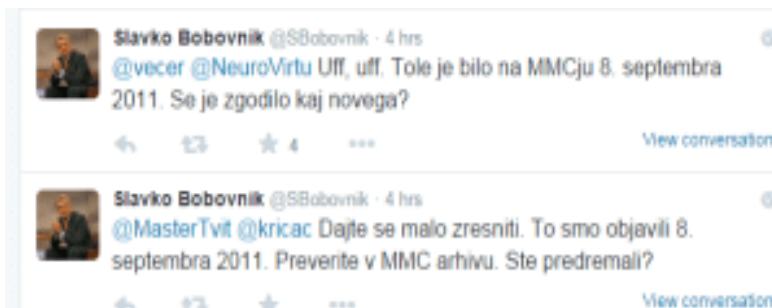 Slavko Bobovnik @SBobovnik · 4 hrs
@vecer @NeuroVirtu Uff, uff. Tole je bilo na MMCju 8. septembra
2011. Se je zgodilo kaj novega?
4
View conversation
Slavko Bobovnik @SBobovnik · 4 hrs
@MasterTvit @kricac Dajte se malo zresniti. To smo objavili 8.
septembra 2011. Preverite v MMC arhivu. Ste predremali?
View conversation